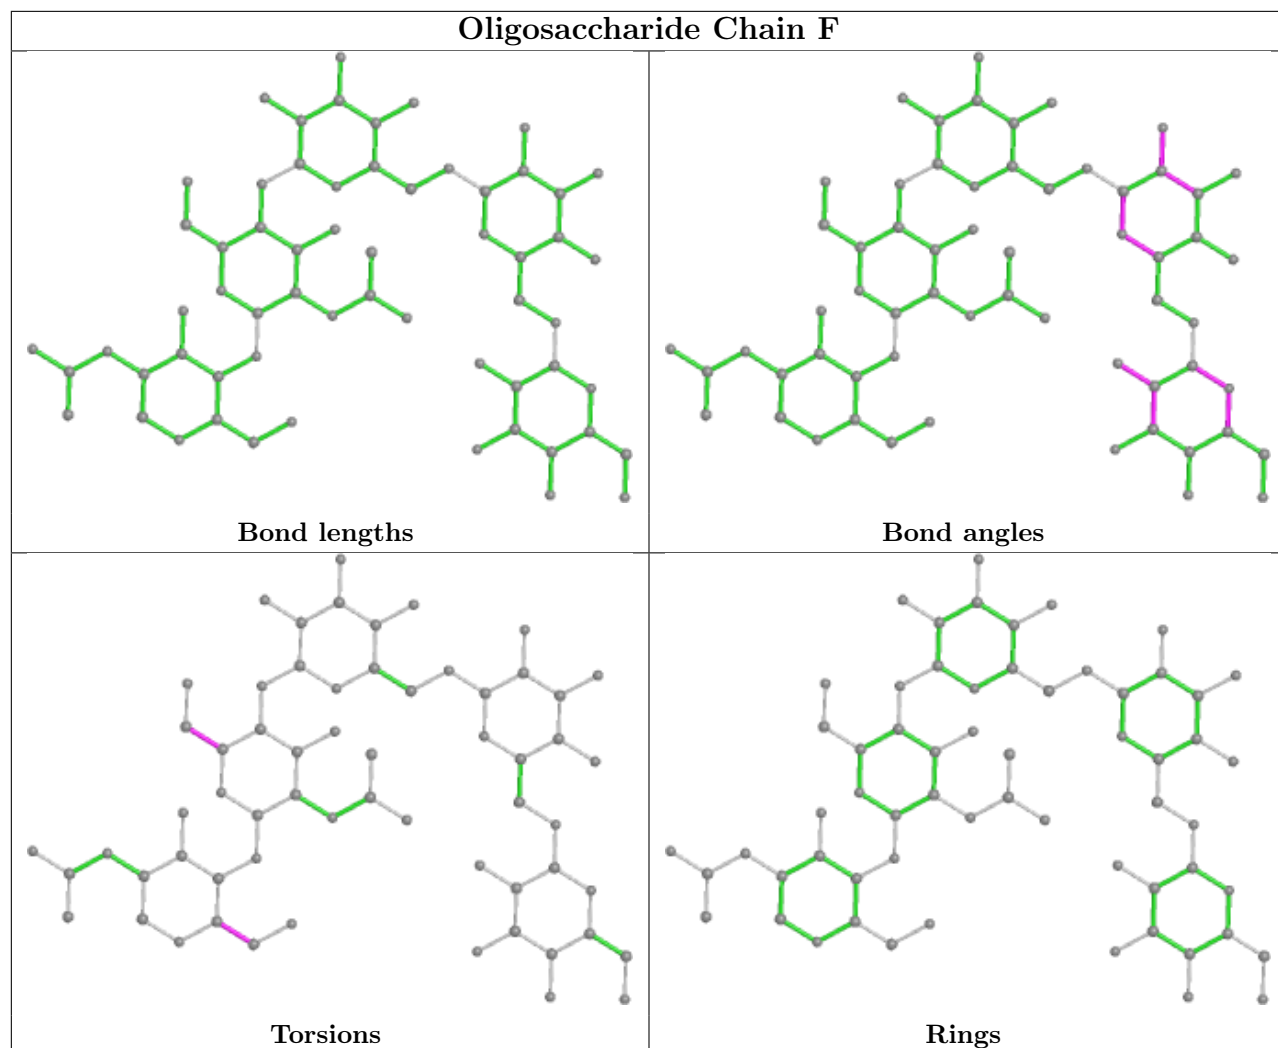 Oligosaccharide Chain F
Bond lengths
Bond angles
Torsions
Rings